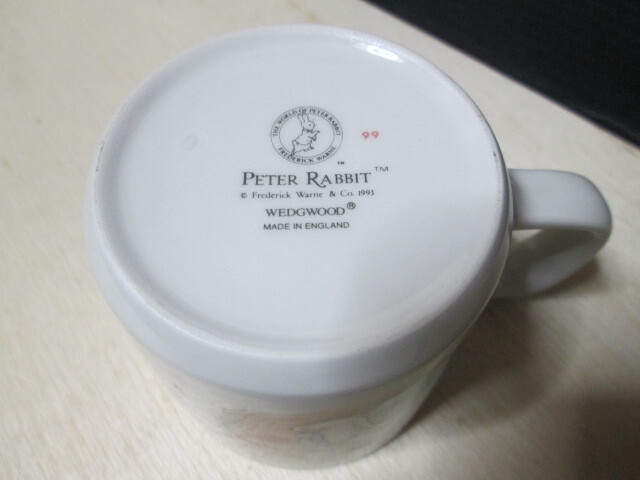 THE WORLD OF PETER RABBIT
FREDERICK WARNE
™
99
PETER RABBIT™
© Frederick Warne & Co. 1993
WEDGWOOD®
MADE IN ENGLAND